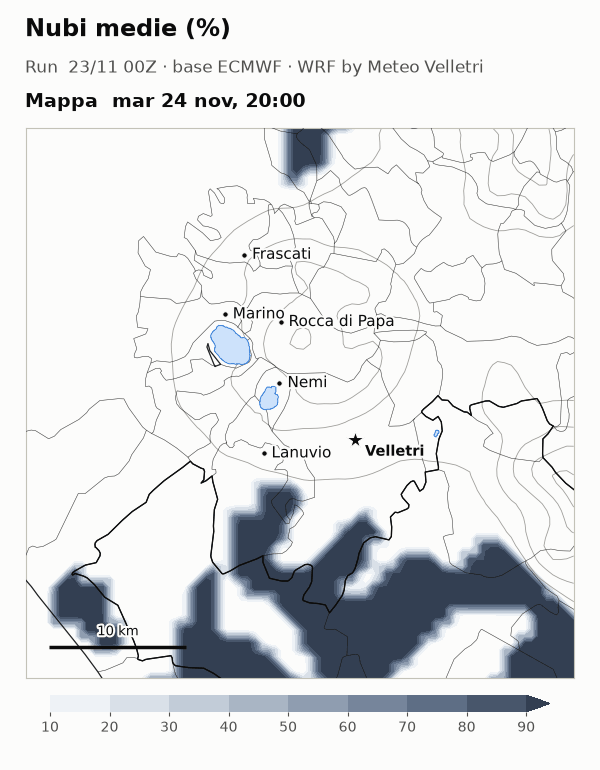 Nubi medie (%)
Run  23/11 00Z · base ECMWF · WRF by Meteo Velletri
Mappa  mar 24 nov, 20:00
Frascati
Marino
Rocca di Papa
Nemi
Velletri
Lanuvio
10 km
10 20 30 40 50 60 70 80 90